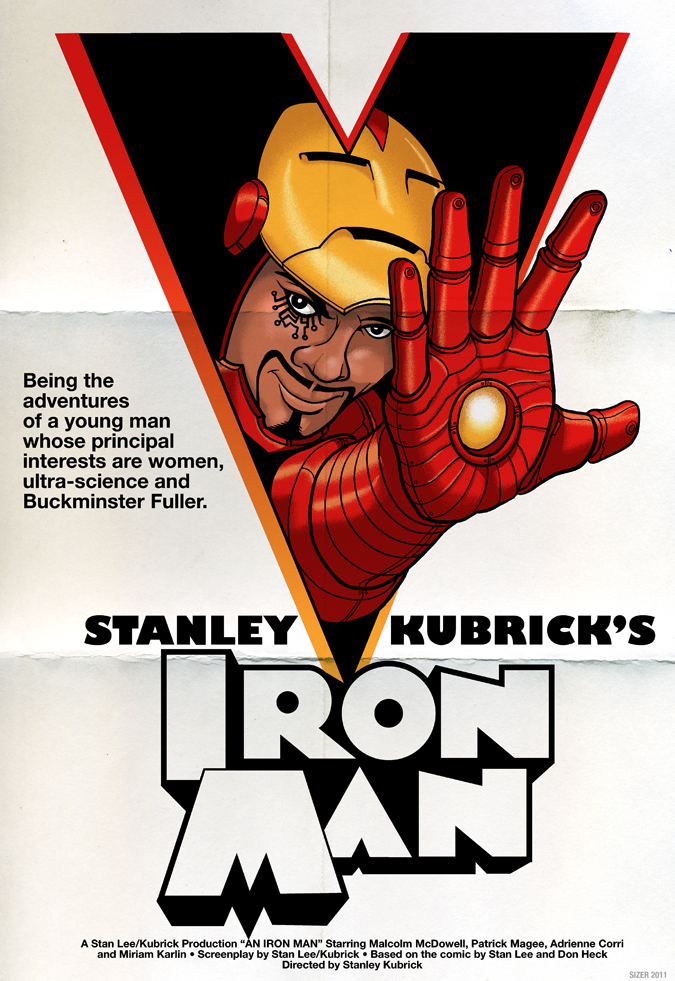 Being the
adventures
of a young man
whose principal
interests are women,
ultra-science and
Buckminster Fuller.
STANLEY KUBRICK'S
IRON
MAN
A Stan Lee/Kubrick Production "AN IRON MAN" Starring Malcolm McDowell, Patrick Magee, Adrienne Corri
and Miriam Karlin • Screenplay by Stan Lee/Kubrick • Based on the comic by Stan Lee and Don Heck
Directed by Stanley Kubrick
SIZER 2011